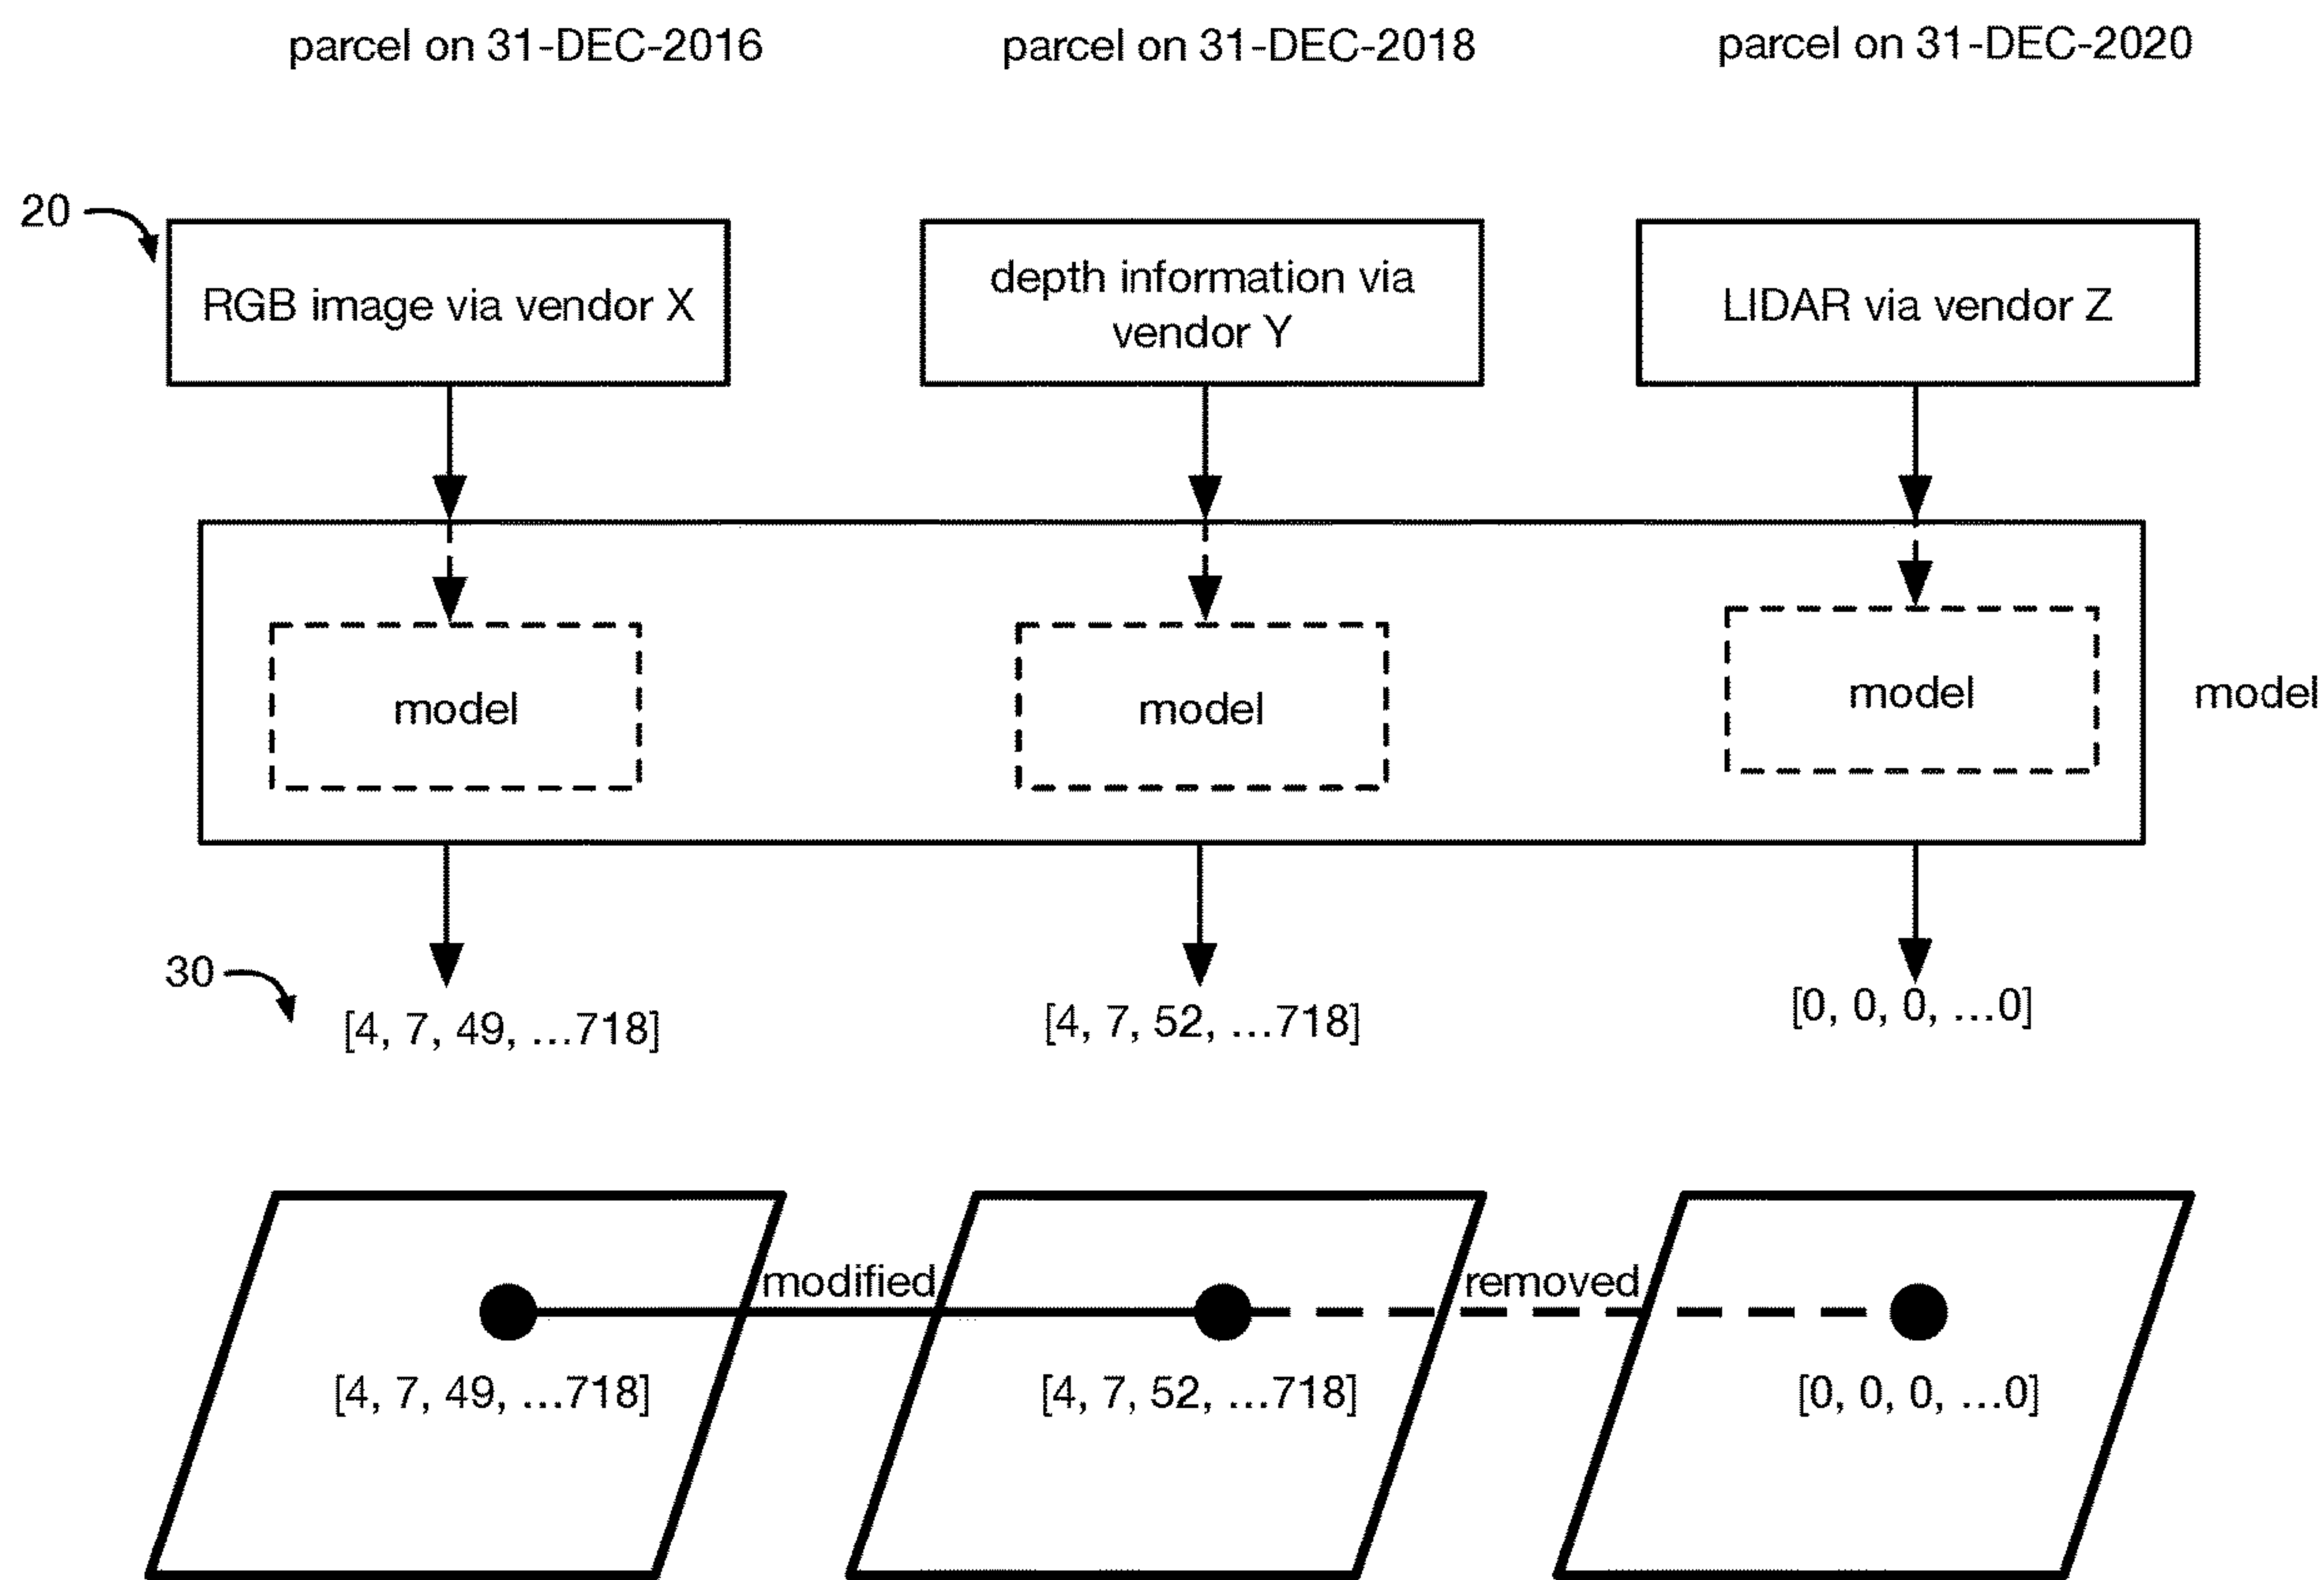 parcel on 31-DEC-2016
parcel on 31-DEC-2018
parcel on 31-DEC-2020
20
RGB image via vendor X
depth information via
vendor Y
LIDAR via vendor Z
model
model
model
model
30
[4, 7, 49, ...718]
[4, 7, 52, ...718]
[0, 0, 0, ...0]
modified
removed
[4, 7, 49, ...718]
[4, 7, 52, ...718]
[0, 0, 0, ...0]